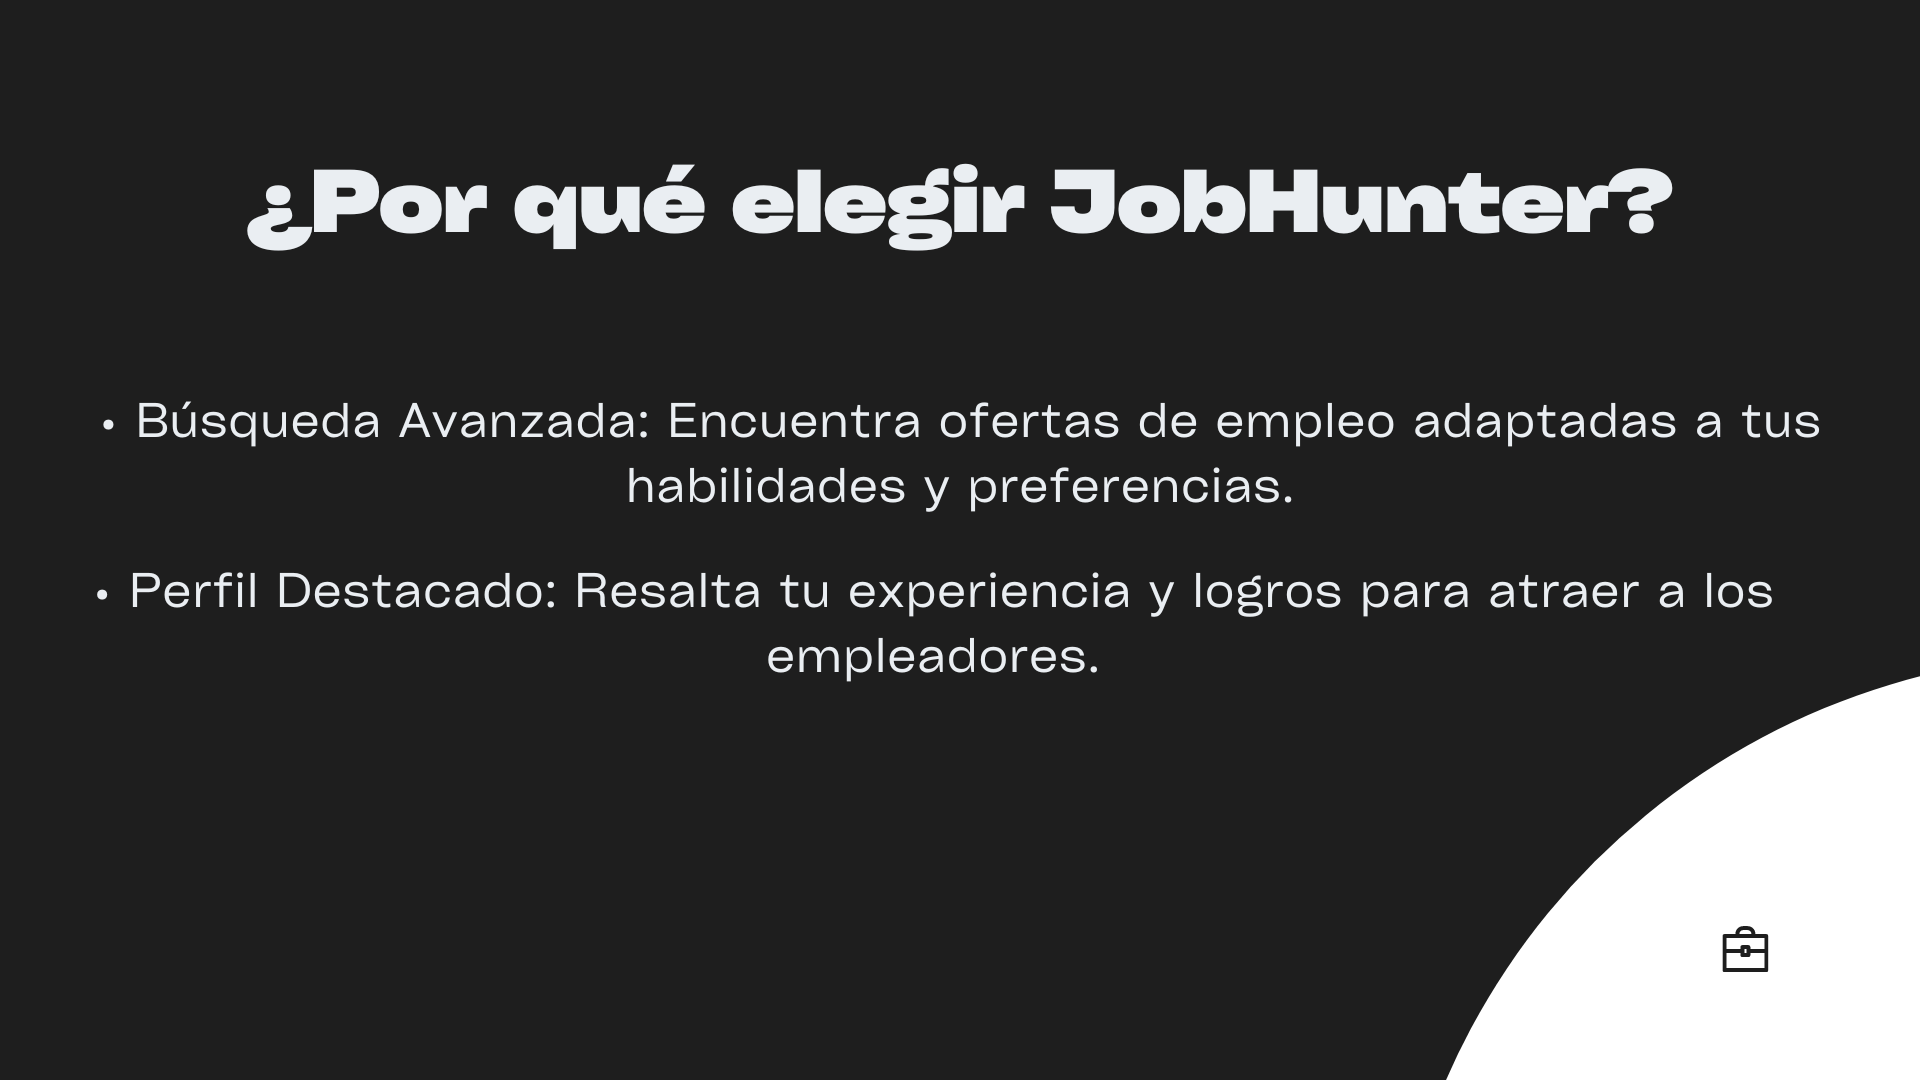 ¿Por qué elegir JobHunter?
• Búsqueda Avanzada: Encuentra ofertas de empleo adaptadas a tus
habilidades y preferencias.
• Perfil Destacado: Resalta tu experiencia y logros para atraer a los
empleadores.